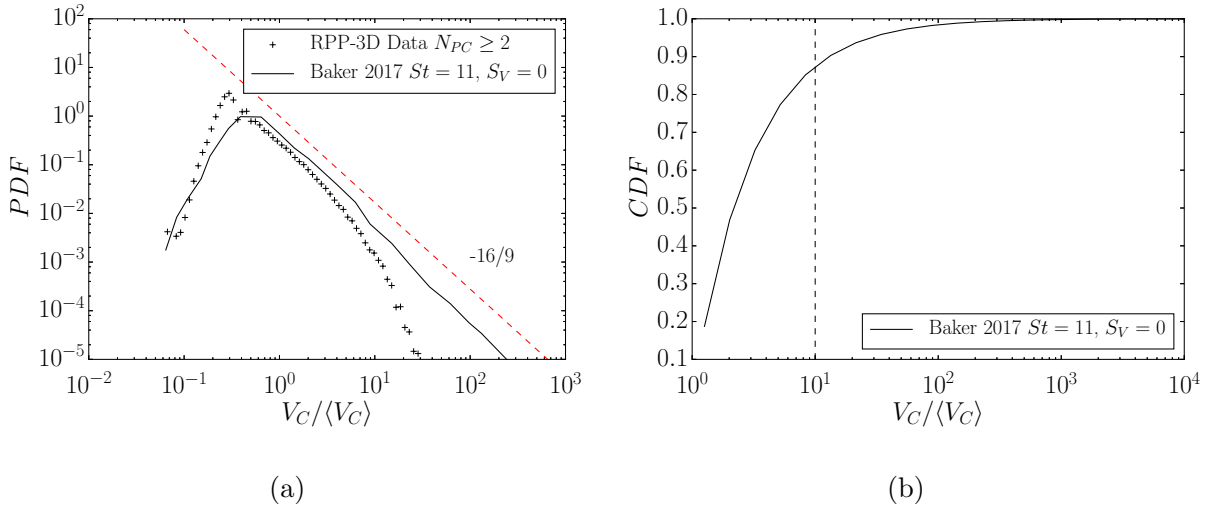 10^2
10^1
10^0
10^{-1}
10^{-2}
10^{-3}
10^{-4}
10^{-5}
PDF
RPP-3D Data N_{PC} ≥ 2
Baker 2017 St = 11, S_V = 0
-16/9
10^{-2} 10^{-1} 10^0 10^1 10^2 10^3
V_C/⟨V_C⟩
(a)
1.0
0.9
0.8
0.7
0.6
0.5
0.4
0.3
0.2
0.1
CDF
Baker 2017 St = 11, S_V = 0
10^0 10^1 10^2 10^3 10^4
V_C/⟨V_C⟩
(b)